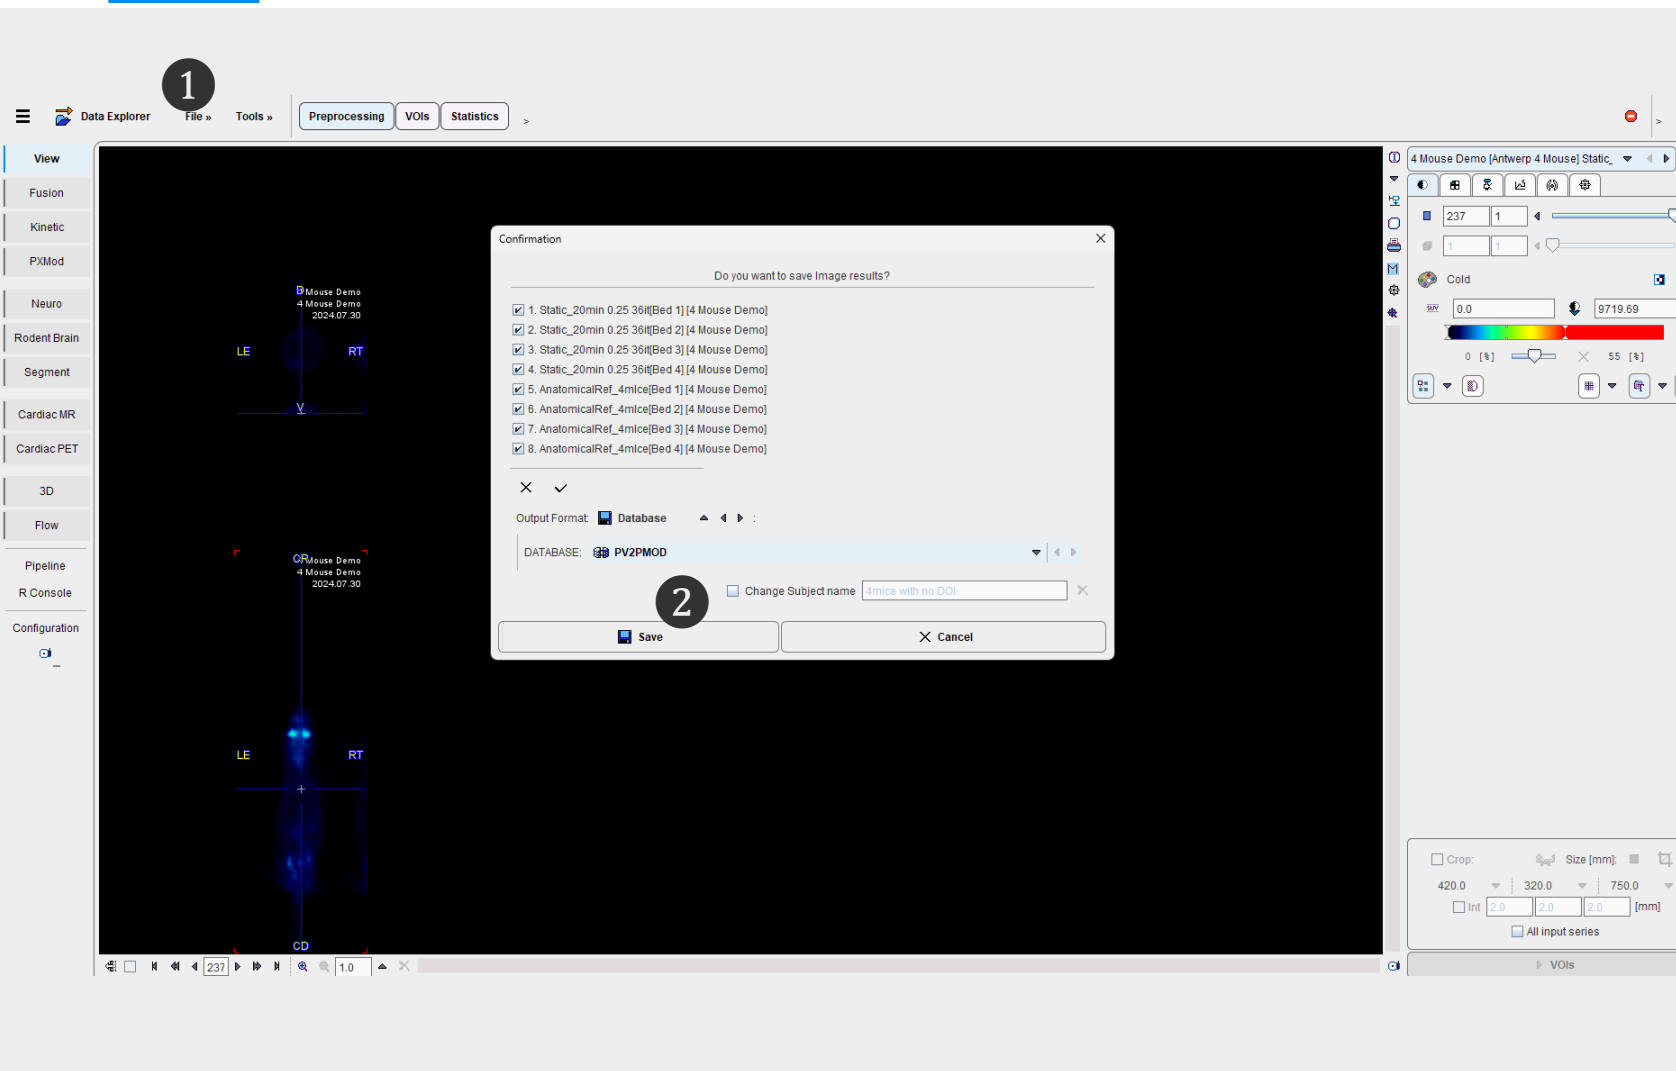 1
Data Explorer File » Tools » Preprocessing VOIs Statistics >
>
View
Fusion
Kinetic
PXMod
Neuro
Rodent Brain
Segment
Cardiac MR
Cardiac PET
3D
Flow
Pipeline
R Console
Configuration
Mouse Demo
4 Mouse Demo
2024.07.30
LE RT
V
CR
Mouse Demo
4 Mouse Demo
2024.07.30
LE RT
CD
237 1.0
Confirmation
Do you want to save Image results?
1. Static_20min 0.25 36it[Bed 1] [4 Mouse Demo]
2. Static_20min 0.25 36it[Bed 2] [4 Mouse Demo]
3. Static_20min 0.25 36it[Bed 3] [4 Mouse Demo]
4. Static_20min 0.25 36it[Bed 4] [4 Mouse Demo]
5. AnatomicalRef_4mIce[Bed 1] [4 Mouse Demo]
6. AnatomicalRef_4mIce[Bed 2] [4 Mouse Demo]
7. AnatomicalRef_4mIce[Bed 3] [4 Mouse Demo]
8. AnatomicalRef_4mIce[Bed 4] [4 Mouse Demo]
Output Format: Database :
DATABASE: PV2PMOD
2
Change Subject name 4mice with no DOI
Save Cancel
4 Mouse Demo [Antwerp 4 Mouse] Static_
237 1
1 1
Cold
SUV 0.0 9719.69
0 [%] 55 [%]
Crop: Size [mm]:
420.0 320.0 750.0
Int 2.0 2.0 2.0 [mm]
All input series
VOIs